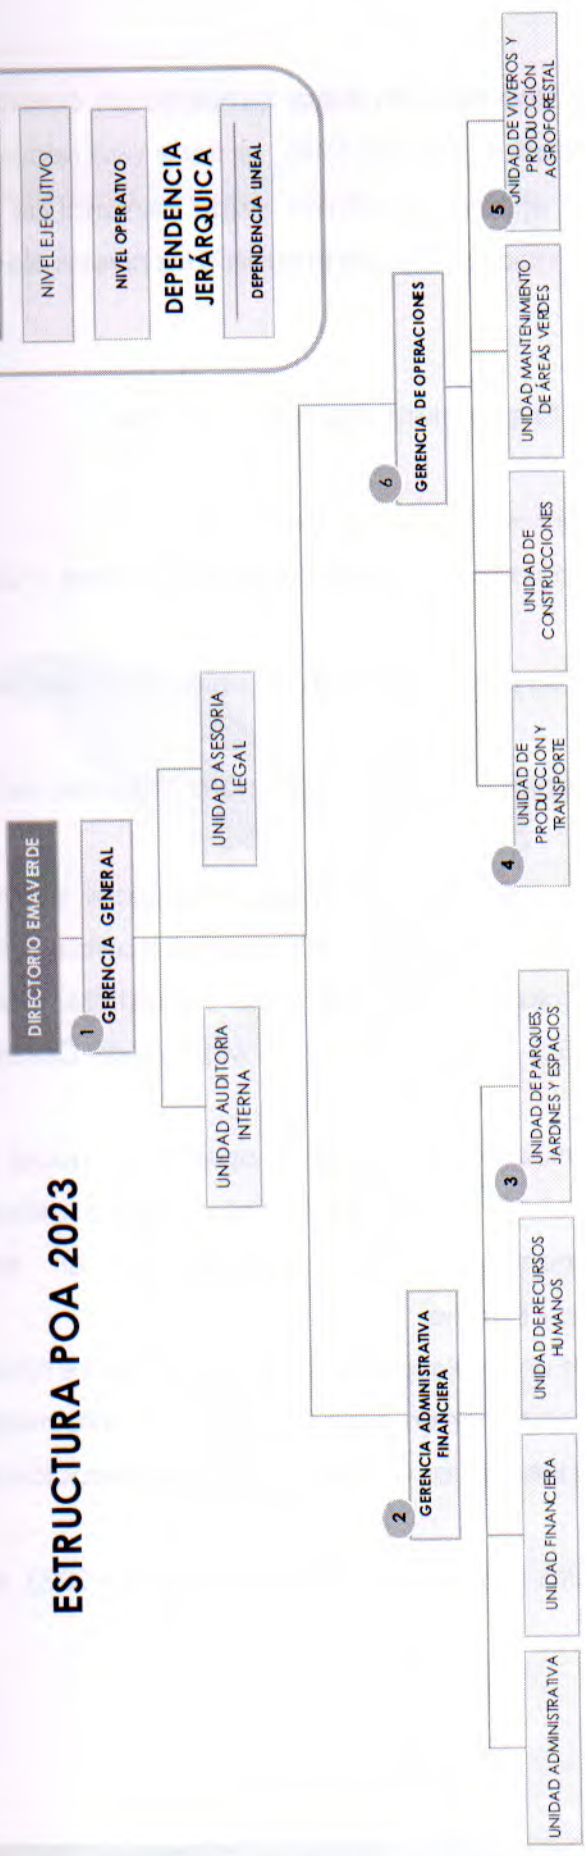 ESTRUCTURA POA 2023
NIVEL EJECUTIVO
NIVEL OPERATIVO
DEPENDENCIA
JERÁRQUICA
DEPENDENCIA LINEAL
DIRECTORIO EMAVERDE
1
GERENCIA GENERAL
UNIDAD AUDITORIA
INTERNA
UNIDAD ASESORIA
LEGAL
2
GERENCIA ADMINISTRATIVA
FINANCIERA
6
GERENCIA DE OPERACIONES
UNIDAD ADMINISTRATIVA
UNIDAD FINANCIERA
UNIDAD DE RECURSOS
HUMANOS
3
UNIDAD DE PARQUES,
JARDINES Y ESPACIOS
4
UNIDAD DE
PRODUCCION Y
TRANSPORTE
UNIDAD DE
CONSTRUCCIONES
UNIDAD MANTENIMIENTO
DE ÁREAS VERDES
5
UNIDAD DE VIVEROS Y
PRODUCCIÓN
AGROFORESTAL